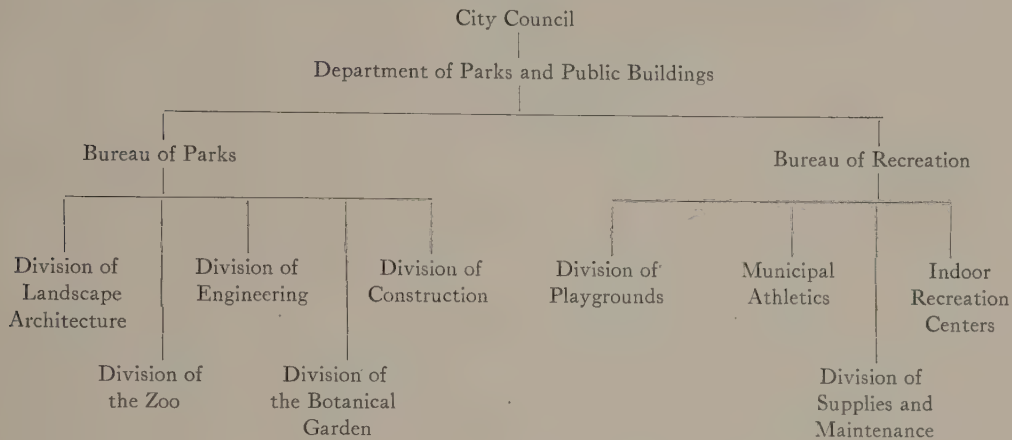 City Council
Department of Parks and Public Buildings
Bureau of Parks
Bureau of Recreation
Division of
Landscape
Architecture
Division of
Engineering
Division of
Construction
Division of
Playgrounds
Municipal
Athletics
Indoor
Recreation
Centers
Division of
the Zoo
Division of
the Botanical
Garden
Division of
Supplies and
Maintenance